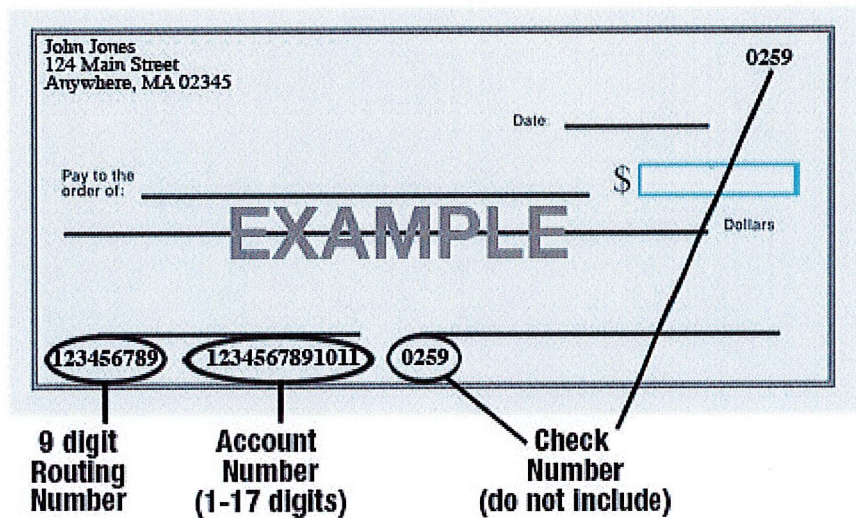 John Jones
124 Main Street
Anywhere, MA 02345
0259
Date:
Pay to the
order of:
$
EXAMPLE
Dollars
123456789 1234567891011 0259
9 digit
Routing
Number
Account
Number
(1-17 digits)
Check
Number
(do not include)